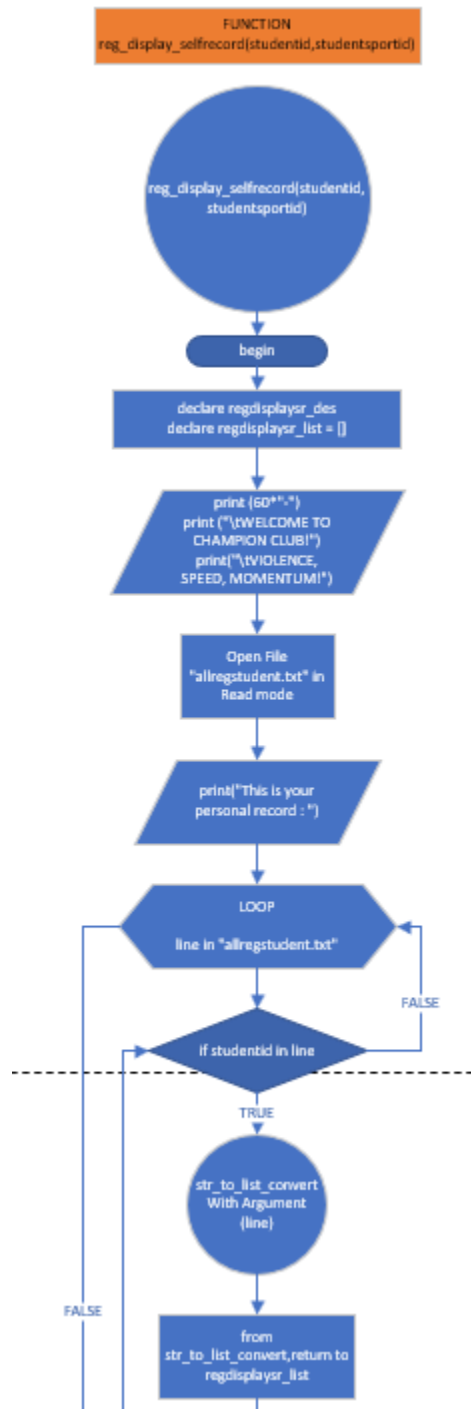 FUNCTION
reg_display_selfrecord(studentid,studentsportid)
reg_display_selfrecord(studentid,
studentsportid)
begin
declare regdisplaysr_des
declare regdisplaysr_list = []
print (60*"-")
print ("\tWELCOME TO
CHAMPION CLUB!")
print("\tVIOLENCE,
SPEED, MOMENTUM!")
Open File
"allregstudent.txt" in
Read mode
print("This is your
personal record : ")
LOOP
line in "allregstudent.txt"
FALSE
if studentid in line
TRUE
str_to_list_convert
With Argument
(line)
FALSE
from
str_to_list_convert,return to
regdisplaysr_list